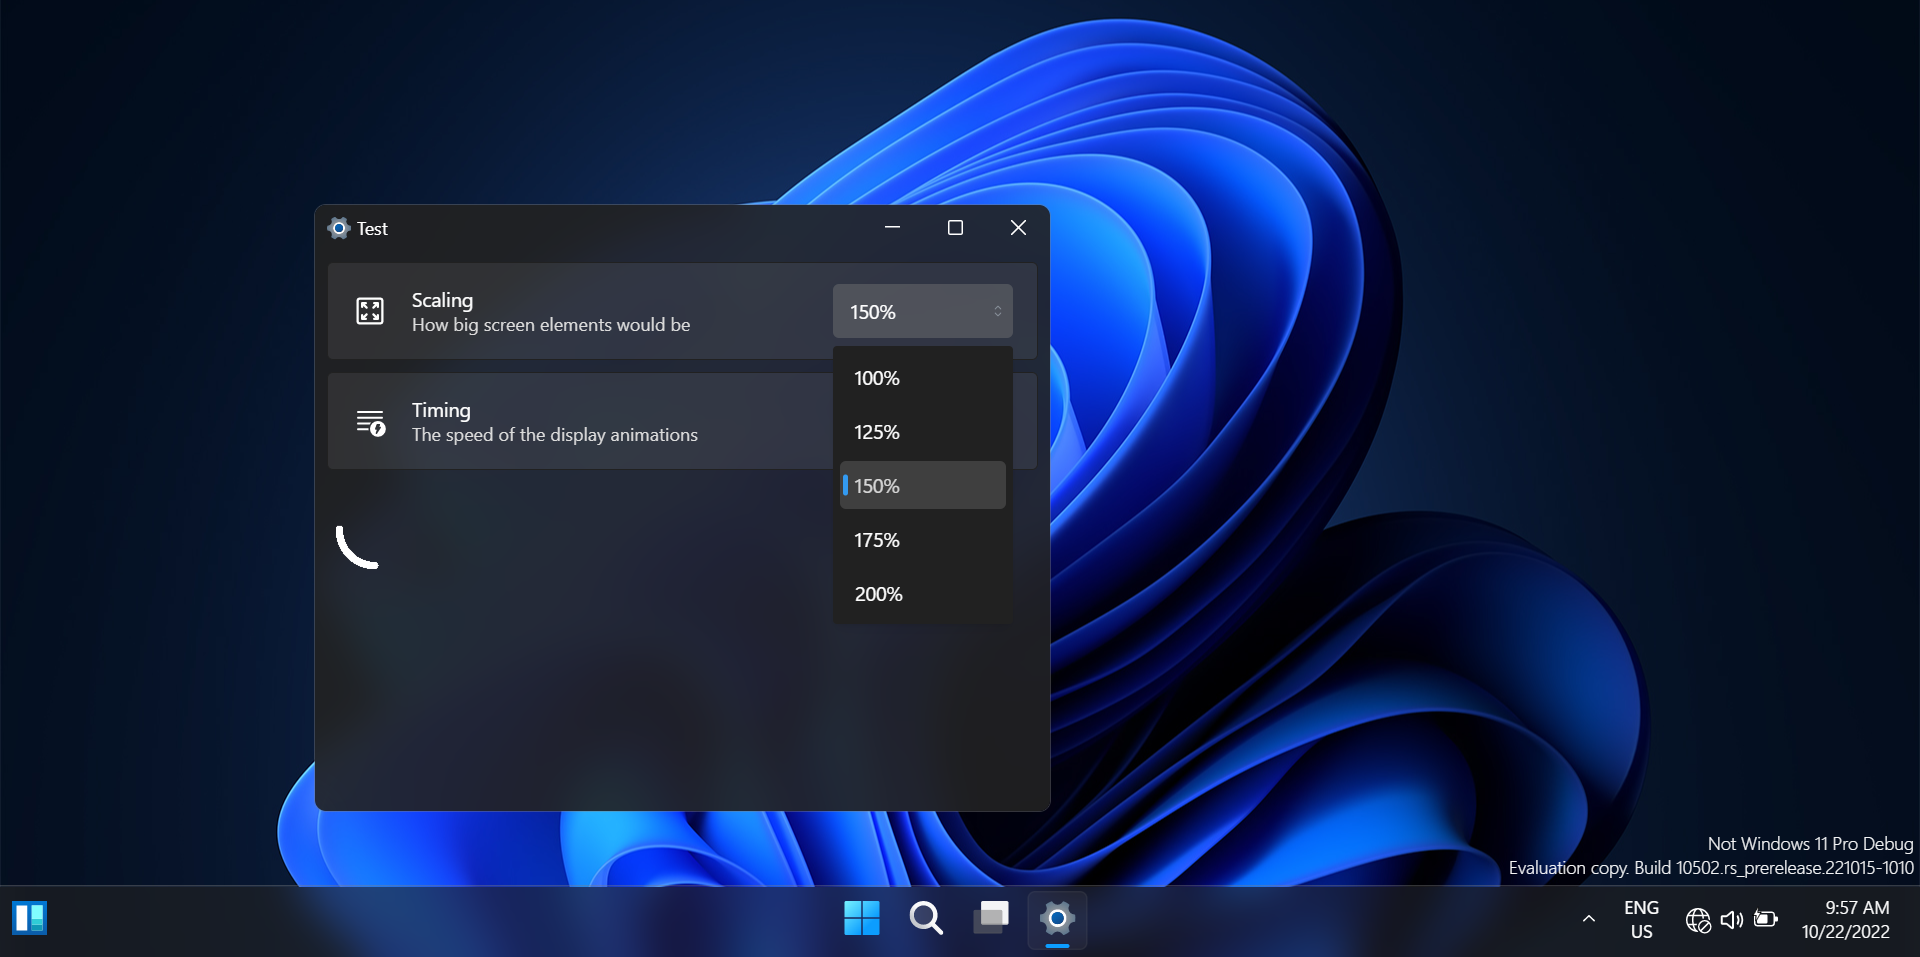 Test
Scaling
How big screen elements would be
150%
100%
125%
150%
175%
200%
Timing
The speed of the display animations
Not Windows 11 Pro Debug
Evaluation copy. Build 10502.rs_prerelease.221015-1010
ENG
US
9:57 AM
10/22/2022